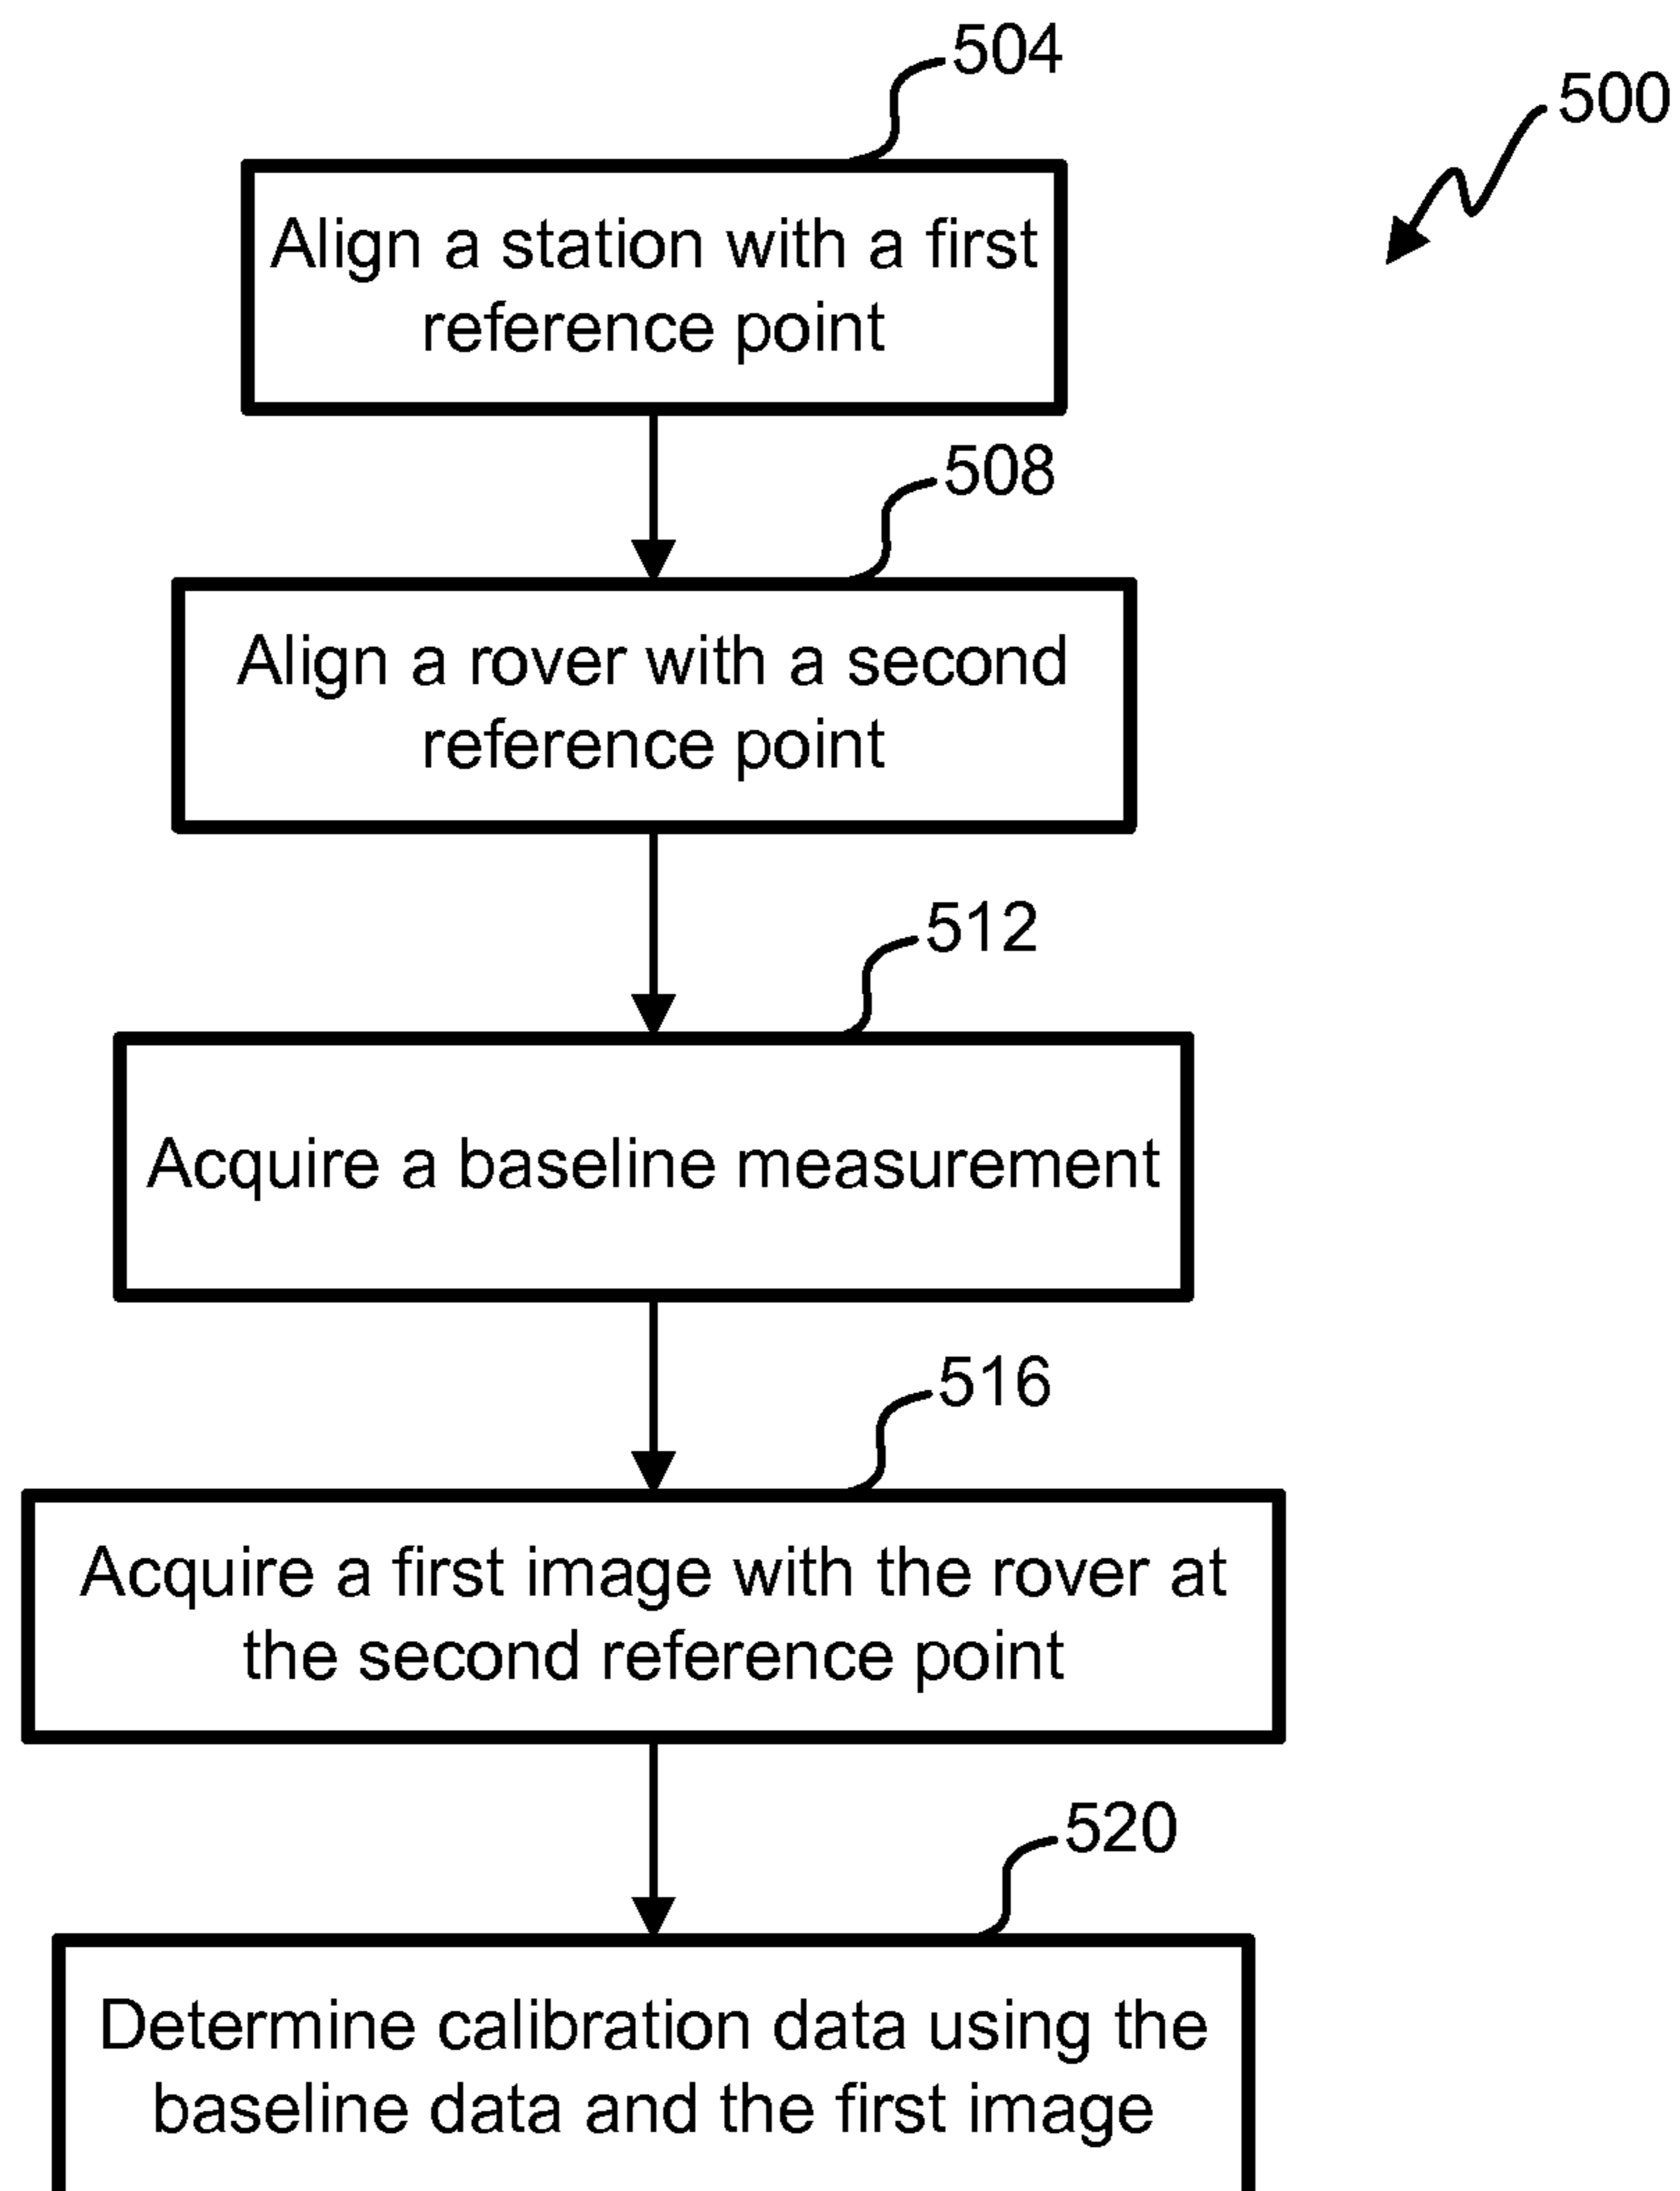 504
500
Align a station with a first
reference point
508
Align a rover with a second
reference point
512
Acquire a baseline measurement
516
Acquire a first image with the rover at
the second reference point
520
Determine calibration data using the
baseline data and the first image